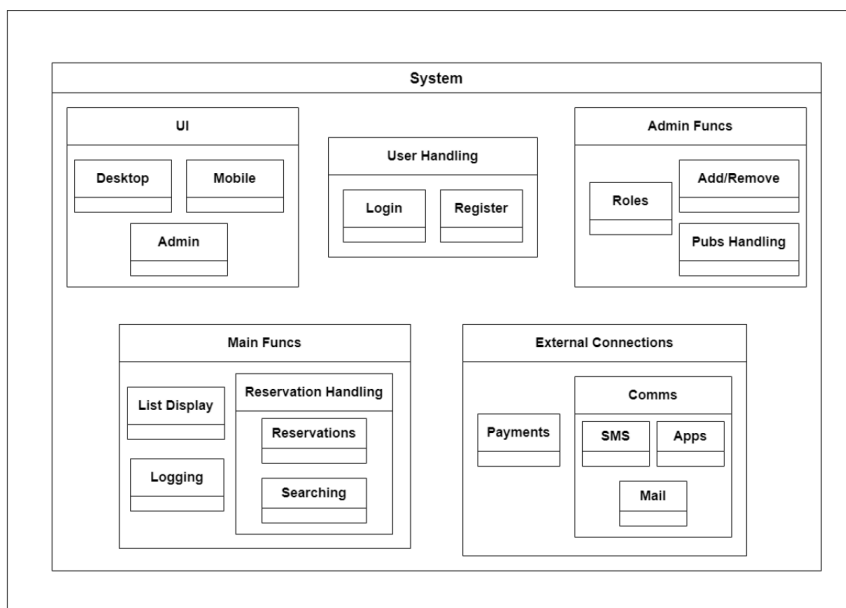 System
UI
Desktop
Mobile
Admin
User Handling
Login
Register
Admin Funcs
Roles
Add/Remove
Pubs Handling
Main Funcs
List Display
Logging
Reservation Handling
Reservations
Searching
External Connections
Payments
Comms
SMS
Apps
Mail